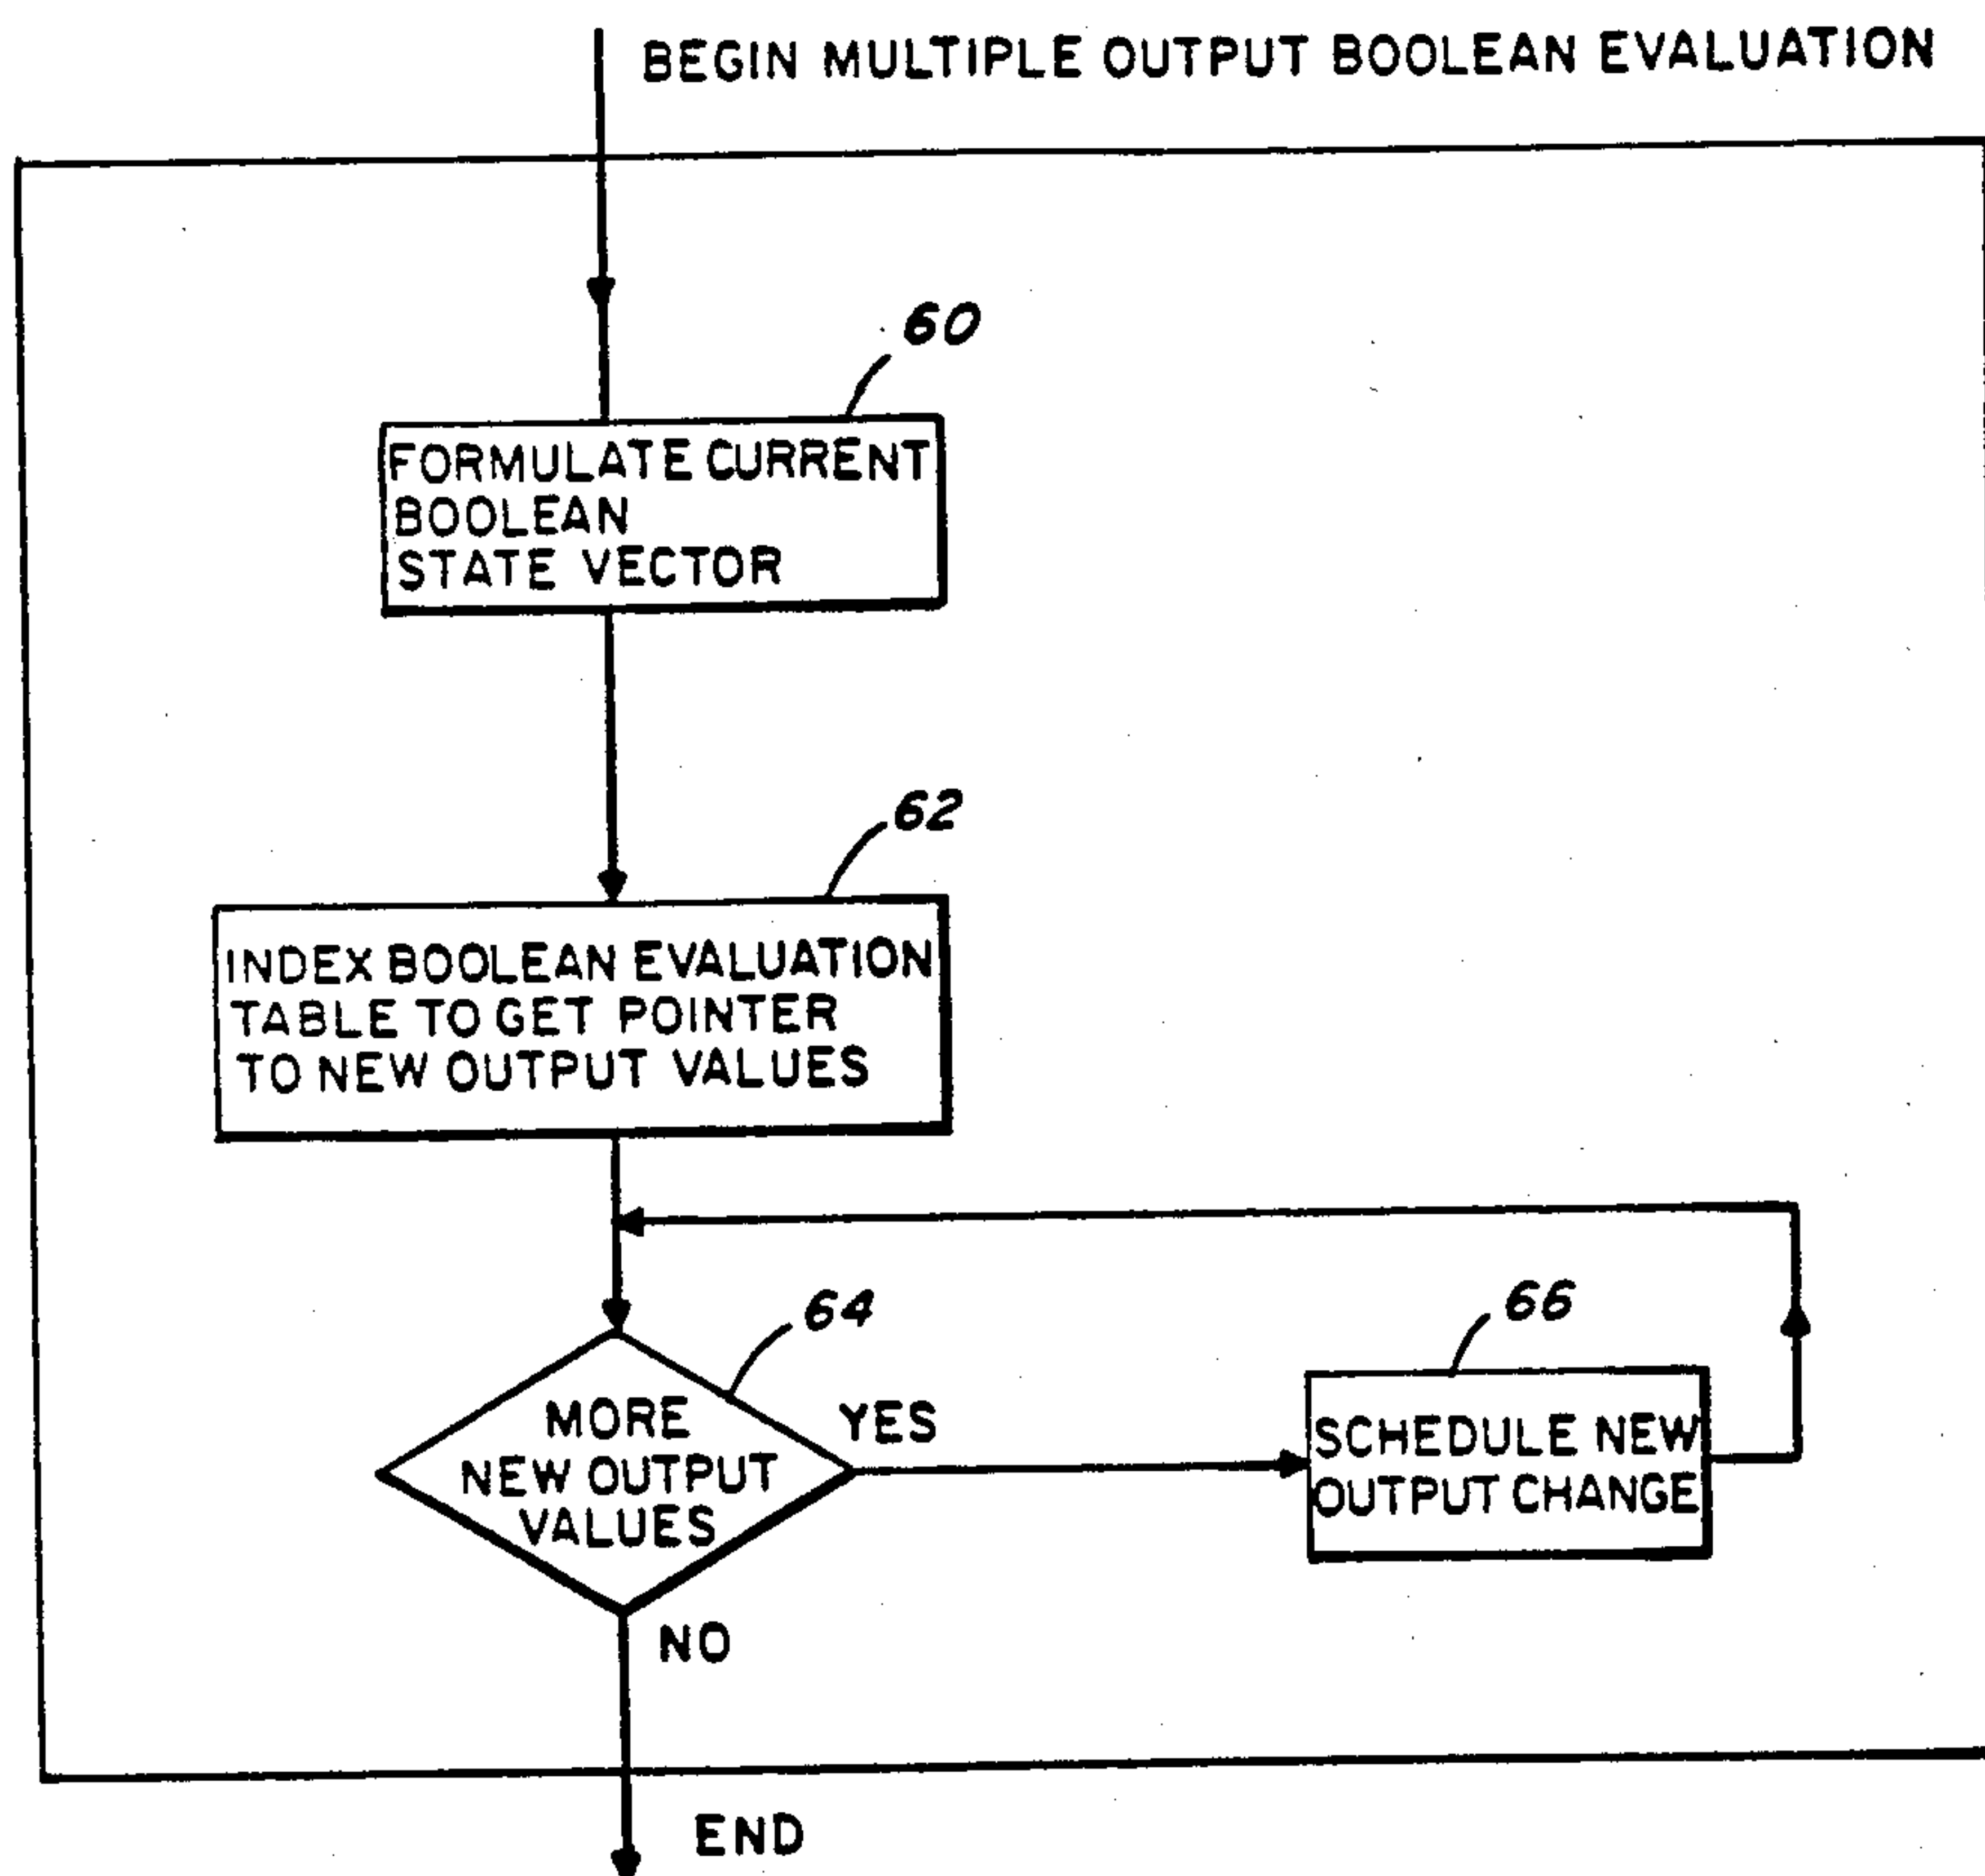 BEGIN MULTIPLE OUTPUT BOOLEAN EVALUATION
60
FORMULATE CURRENT
BOOLEAN
STATE VECTOR
62
INDEX BOOLEAN EVALUATION
TABLE TO GET POINTER
TO NEW OUTPUT VALUES
64
66
MORE
NEW OUTPUT
VALUES
YES
SCHEDULE NEW
OUTPUT CHANGE
NO
END